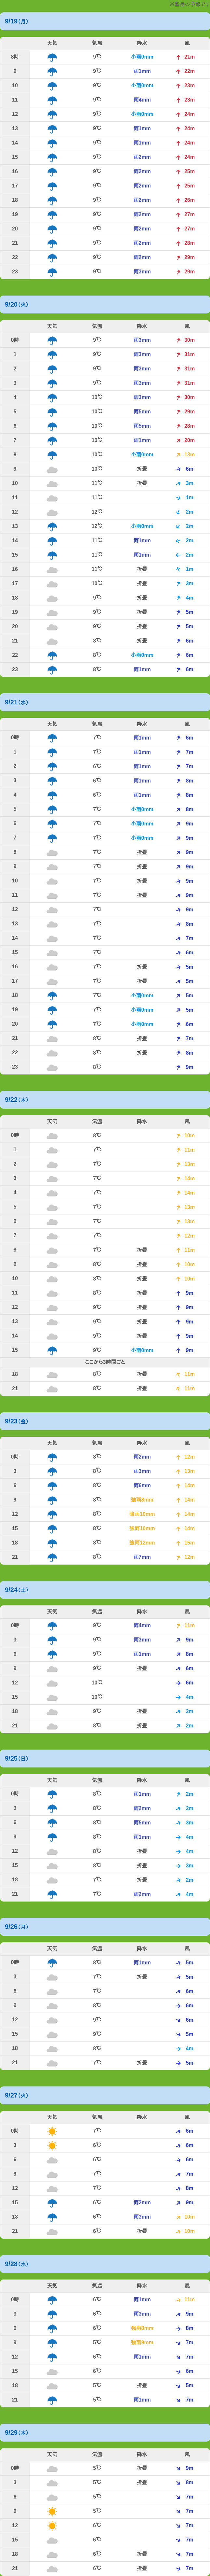 の予報です
9/19(月)
天気 気温 降水 風
8時 9℃ 小雨0mm 21m
9 9℃ 雨1mm 22m
10 9℃ 小雨0mm 23m
11 9℃ 雨4mm 23m
12 9℃ 小雨0mm 24m
13 9℃ 雨1mm 24m
14 9℃ 雨1mm 24m
15 9℃ 雨2mm 24m
16 9℃ 雨2mm 25m
17 9℃ 雨2mm 25m
18 9℃ 雨2mm 26m
19 9℃ 雨2mm 27m
20 9℃ 雨2mm 27m
21 9℃ 雨2mm 28m
22 9℃ 雨2mm 29m
23 9℃ 雨3mm 29m
9/20(火)
天気 気温 降水 風
0時 9℃ 雨3mm 30m
1 9℃ 雨3mm 31m
2 9℃ 雨3mm 31m
3 9℃ 雨3mm 31m
4 10℃ 雨3mm 30m
5 10℃ 雨5mm 29m
6 10℃ 雨5mm 28m
7 10℃ 雨1mm 20m
8 10℃ 小雨0mm 13m
9 10℃ 折畳 6m
10 11℃ 折畳 3m
11 11℃ 1m
12 12℃ 2m
13 12℃ 小雨0mm 2m
14 11℃ 雨1mm 2m
15 11℃ 雨1mm 2m
16 11℃ 折畳 1m
17 10℃ 折畳 3m
18 9℃ 折畳 4m
19 9℃ 折畳 5m
20 9℃ 折畳 5m
21 8℃ 折畳 6m
22 8℃ 小雨0mm 6m
23 8℃ 雨1mm 6m
9/21(水)
天気 気温 降水 風
0時 7℃ 雨1mm 6m
1 7℃ 雨1mm 7m
2 6℃ 雨1mm 7m
3 6℃ 雨1mm 8m
4 6℃ 雨1mm 8m
5 7℃ 小雨0mm 8m
6 7℃ 小雨0mm 9m
7 7℃ 小雨0mm 9m
8 7℃ 折畳 9m
9 7℃ 折畳 9m
10 7℃ 折畳 9m
11 7℃ 折畳 9m
12 7℃ 9m
13 7℃ 8m
14 7℃ 7m
15 7℃ 6m
16 7℃ 折畳 5m
17 7℃ 折畳 5m
18 7℃ 小雨0mm 5m
19 7℃ 小雨0mm 5m
20 7℃ 小雨0mm 6m
21 8℃ 折畳 7m
22 8℃ 折畳 8m
23 8℃ 9m
9/22(木)
天気 気温 降水 風
0時 8℃ 10m
1 7℃ 11m
2 7℃ 13m
3 7℃ 14m
4 7℃ 14m
5 7℃ 13m
6 7℃ 13m
7 7℃ 12m
8 7℃ 折畳 11m
9 8℃ 折畳 10m
10 8℃ 折畳 10m
11 8℃ 折畳 9m
12 9℃ 折畳 9m
13 9℃ 折畳 9m
14 9℃ 折畳 9m
15 9℃ 小雨0mm 9m
ここから3時間ごと
18 8℃ 折畳 11m
21 8℃ 折畳 11m
9/23(金)
天気 気温 降水 風
0時 8℃ 雨2mm 12m
3 8℃ 雨3mm 13m
6 8℃ 雨6mm 14m
9 8℃ 強雨8mm 14m
12 8℃ 強雨10mm 14m
15 8℃ 強雨10mm 14m
18 8℃ 強雨12mm 15m
21 8℃ 雨7mm 12m
9/24(土)
天気 気温 降水 風
0時 9℃ 雨4mm 11m
3 9℃ 雨3mm 9m
6 9℃ 雨1mm 8m
9 9℃ 折畳 6m
12 10℃ 6m
15 10℃ 4m
18 9℃ 折畳 2m
21 8℃ 折畳 2m
9/25(日)
天気 気温 降水 風
0時 8℃ 雨1mm 2m
3 8℃ 雨2mm 2m
6 8℃ 雨5mm 3m
9 8℃ 雨1mm 4m
12 8℃ 折畳 4m
15 8℃ 折畳 3m
18 7℃ 折畳 2m
21 7℃ 雨2mm 4m
9/26(月)
天気 気温 降水 風
0時 8℃ 雨1mm 5m
3 7℃ 折畳 5m
6 7℃ 6m
9 8℃ 6m
12 9℃ 6m
15 9℃ 5m
18 8℃ 4m
21 7℃ 折畳 5m
9/27(火)
天気 気温 降水 風
0時 7℃ 6m
3 6℃ 6m
6 6℃ 6m
9 7℃ 7m
12 7℃ 8m
15 6℃ 雨2mm 9m
18 6℃ 雨3mm 10m
21 6℃ 折畳 10m
9/28(水)
天気 気温 降水 風
0時 6℃ 雨1mm 11m
3 6℃ 雨3mm 9m
6 6℃ 強雨8mm 8m
9 5℃ 強雨8mm 7m
12 6℃ 雨1mm 7m
15 6℃ 6m
18 5℃ 折畳 5m
21 5℃ 雨1mm 7m
9/29(木)
天気 気温 降水 風
0時 5℃ 折畳 9m
3 5℃ 折畳 8m
6 5℃ 7m
9 5℃ 7m
12 6℃ 7m
15 6℃ 7m
18 6℃ 折畳 7m
21 6℃ 折畳 7m